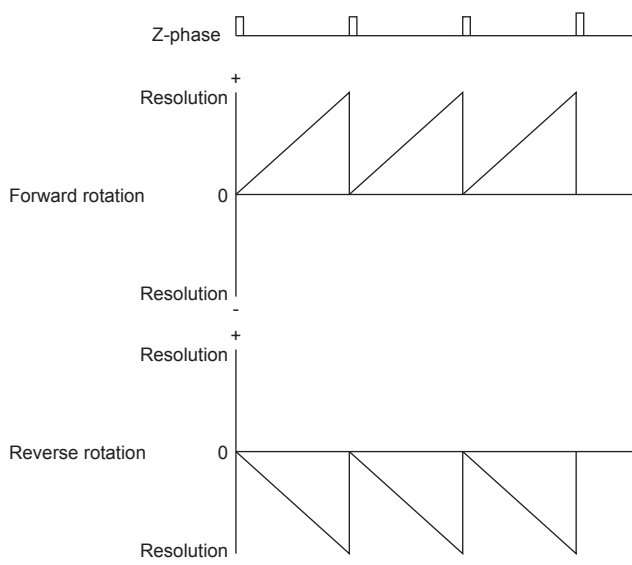 Z-phase
+
Resolution
Forward rotation 0
Resolution
-
+
Resolution
Reverse rotation 0
Resolution